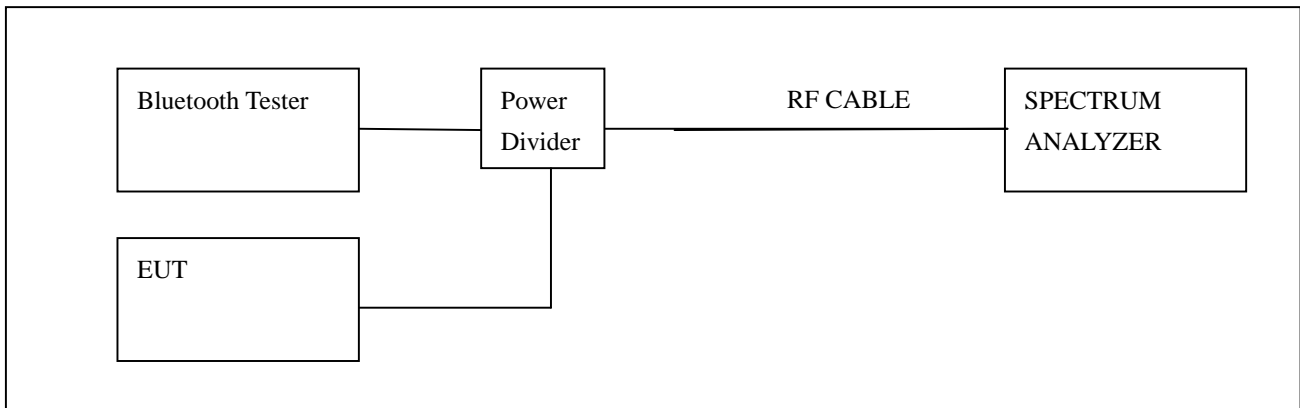 Bluetooth Tester
Power
Divider
RF CABLE
SPECTRUM
ANALYZER
EUT